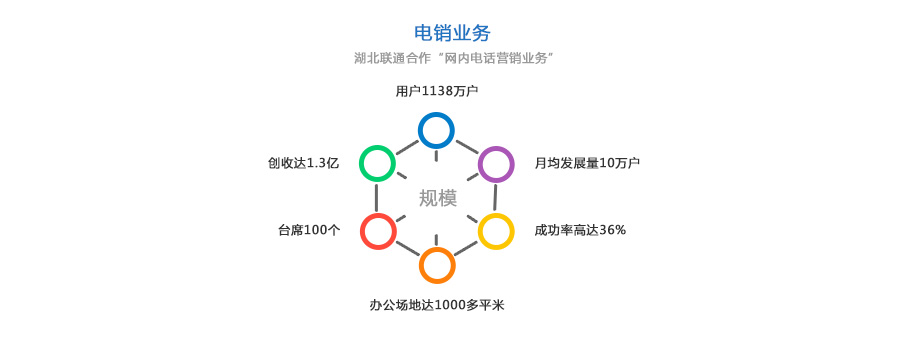 电销业务
湖北联通合作“网内电话营销业务”
用户1138万户
创收达1.3亿
月均发展量10万户
规模
台席100个
成功率高达36%
办公场地达1000多平米